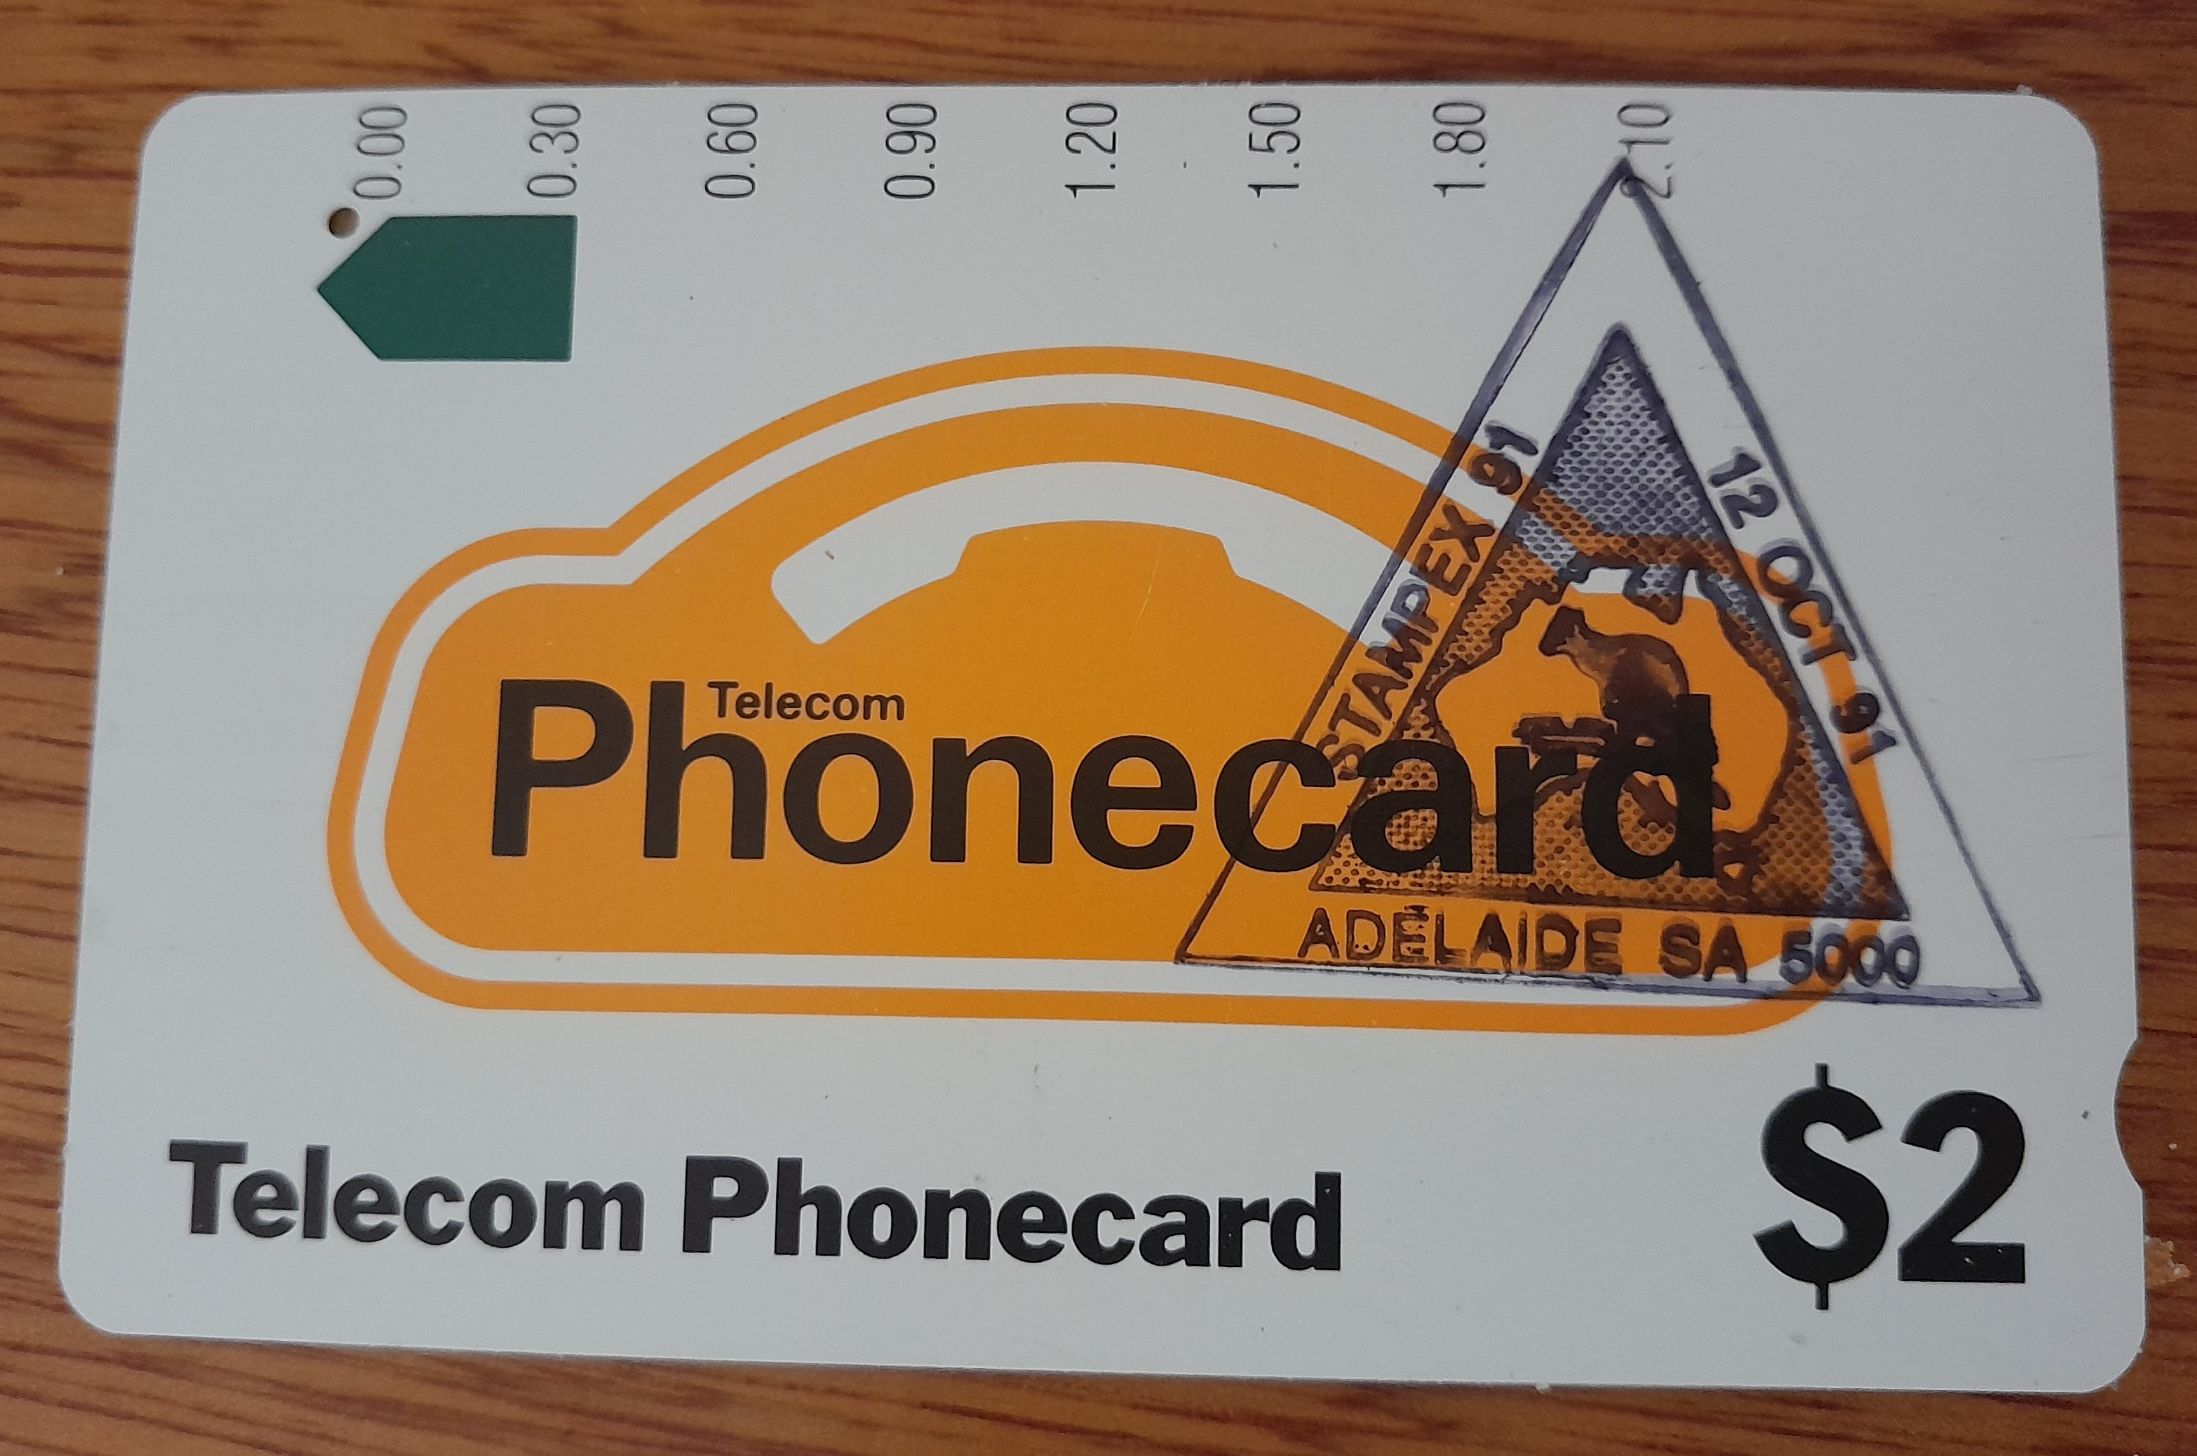 0.00
0.30
0.60
0.90
1.20
1.50
1.80
2.10
STAMPEX 91
12 OCT 91
Telecom
Phonecard
ADELAIDE SA 5000
Telecom Phonecard
$2